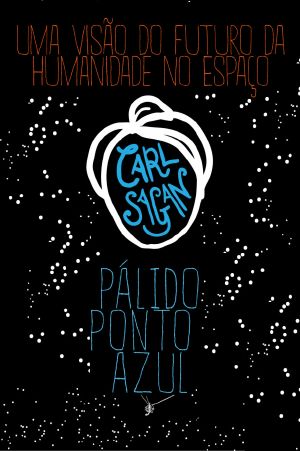 UMA VISÃO DO FUTURO DA
HUMANIDADE NO ESPAÇO
CARL
SAGAN
PÁLIDO
PONTO
AZUL